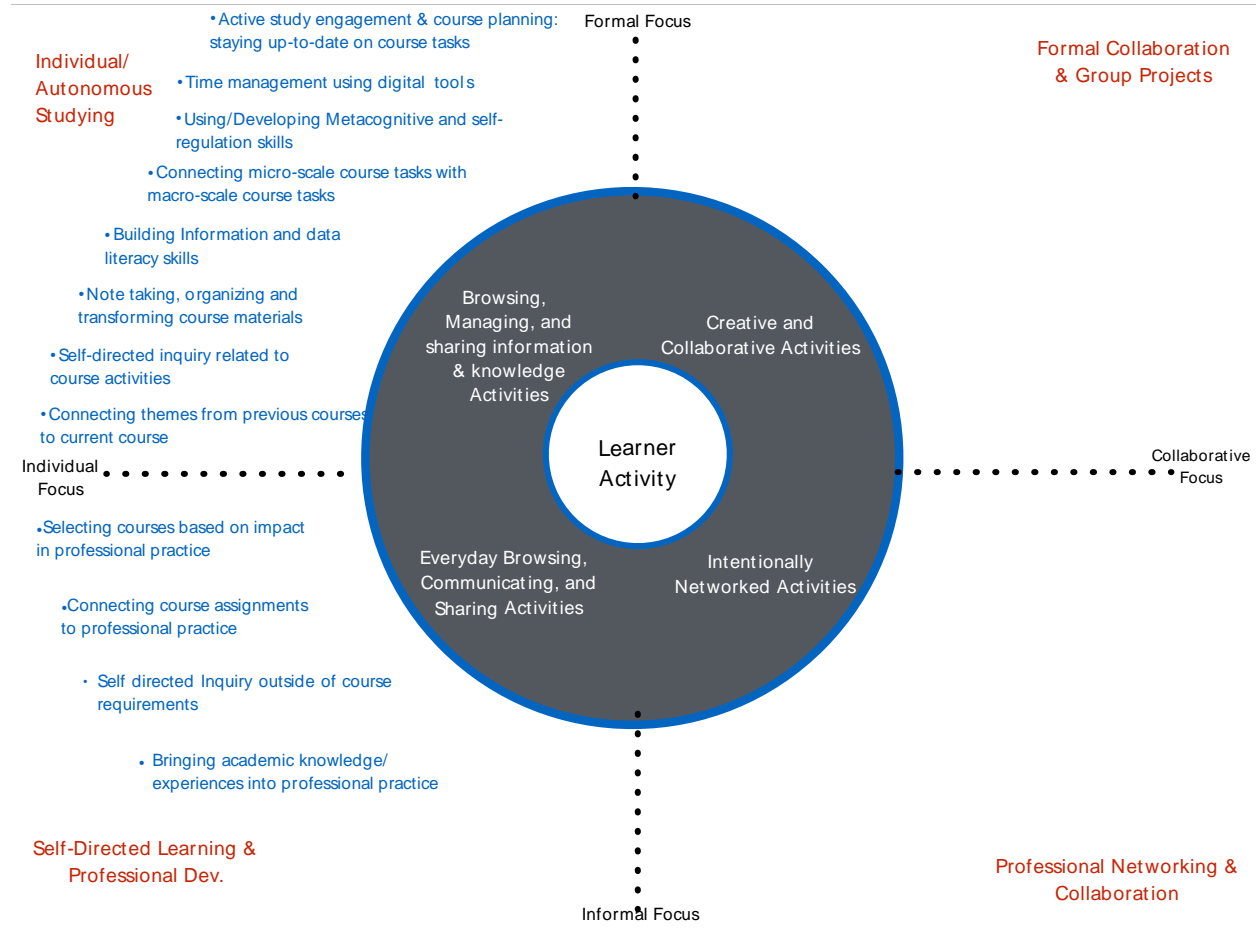 • Active study engagement & course planning:
staying up-to-date on course tasks
Formal Focus
Individual/
Autonomous
Studying
Formal Collaboration
& Group Projects
• Time management using digital tools
• Using/Developing Metacognitive and self-
regulation skills
• Connecting micro-scale course tasks with
macro-scale course tasks
• Building Information and data
literacy skills
• Note taking, organizing and
transforming course materials
• Self-directed inquiry related to
course activities
• Connecting themes from previous courses
to current course
Browsing,
Managing, and
sharing information
& knowledge
Activities
Creative and
Collaborative Activities
Learner
Activity
Individual
Focus
Collaborative
Focus
• Selecting courses based on impact
in professional practice
• Connecting course assignments
to professional practice
• Self directed Inquiry outside of course
requirements
• Bringing academic knowledge/
experiences into professional practice
Everyday Browsing,
Communicating, and
Sharing Activities
Intentionally
Networked Activities
Self-Directed Learning &
Professional Dev.
Professional Networking &
Collaboration
Informal Focus